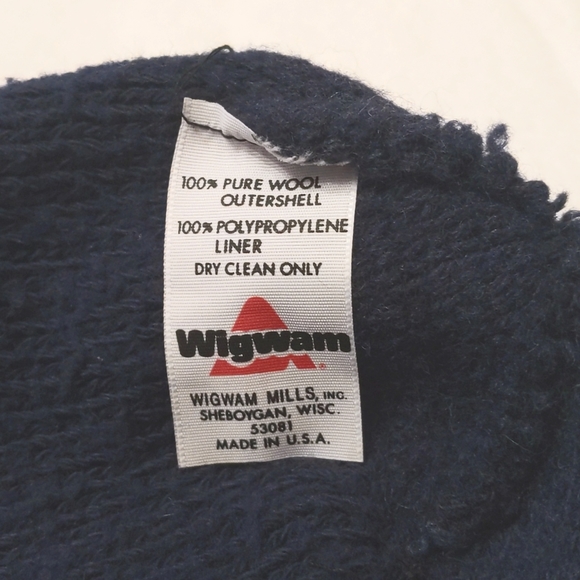 100% PURE WOOL
OUTERSHELL
100% POLYPROPYLENE
LINER
DRY CLEAN ONLY
Wigwam®
WIGWAM MILLS, INC.
SHEBOYGAN, WISC.
53081
MADE IN U.S.A.